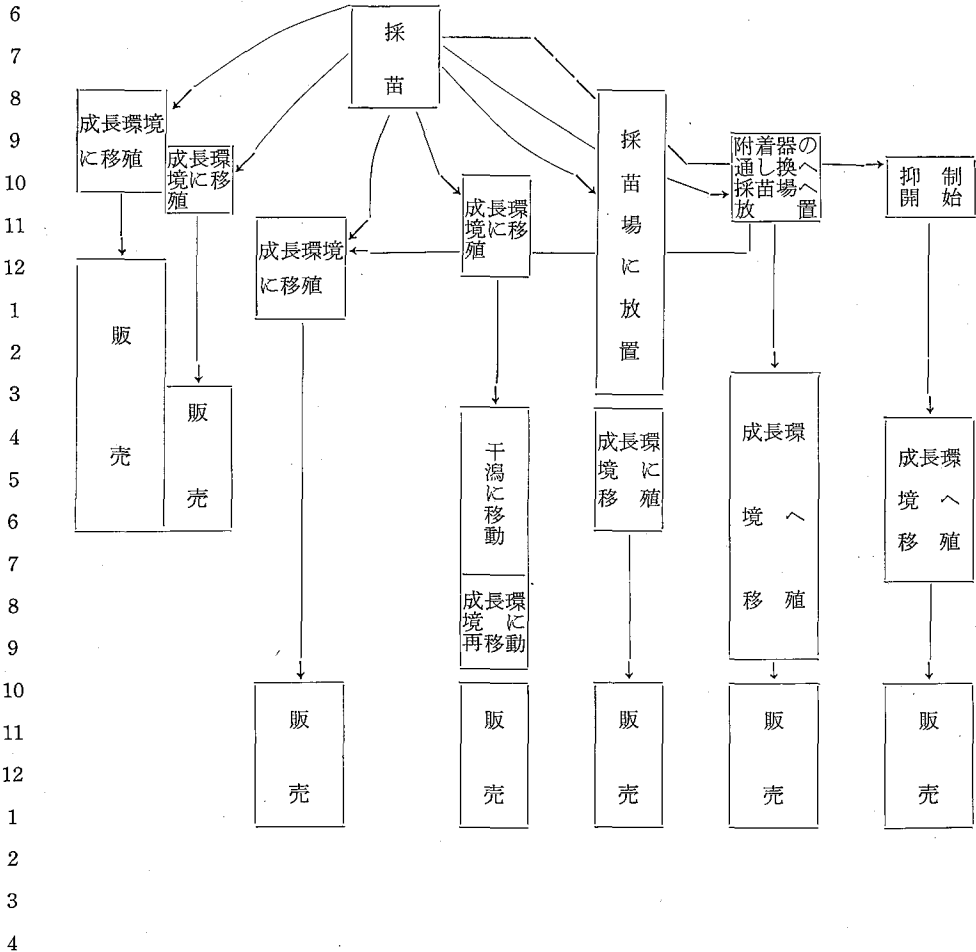 6
7
8
9
10
11
12
1
2
3
4
5
6
7
8
9
10
11
12
1
2
3
4
採苗
成長環境
に移殖
販売
成長環
境に移
殖
販売
成長環境
に移殖
販売
成長環
境に移
殖
干潟に移動
成長環
境に
再移動
販売
採苗場に放置
成長環
境に
移殖
販売
附着器の
通し換へ
採苗場へ
放置
成長環
境へ
移殖
販売
抑制
開始
成長環
境へ
移殖
販売